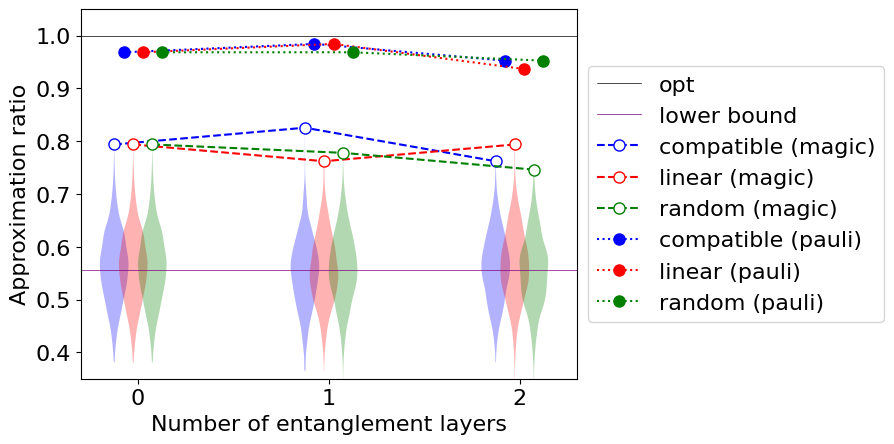 Approximation ratio
1.0
0.9
0.8
0.7
0.6
0.5
0.4
0
1
2
Number of entanglement layers
opt
lower bound
compatible (magic)
linear (magic)
random (magic)
compatible (pauli)
linear (pauli)
random (pauli)